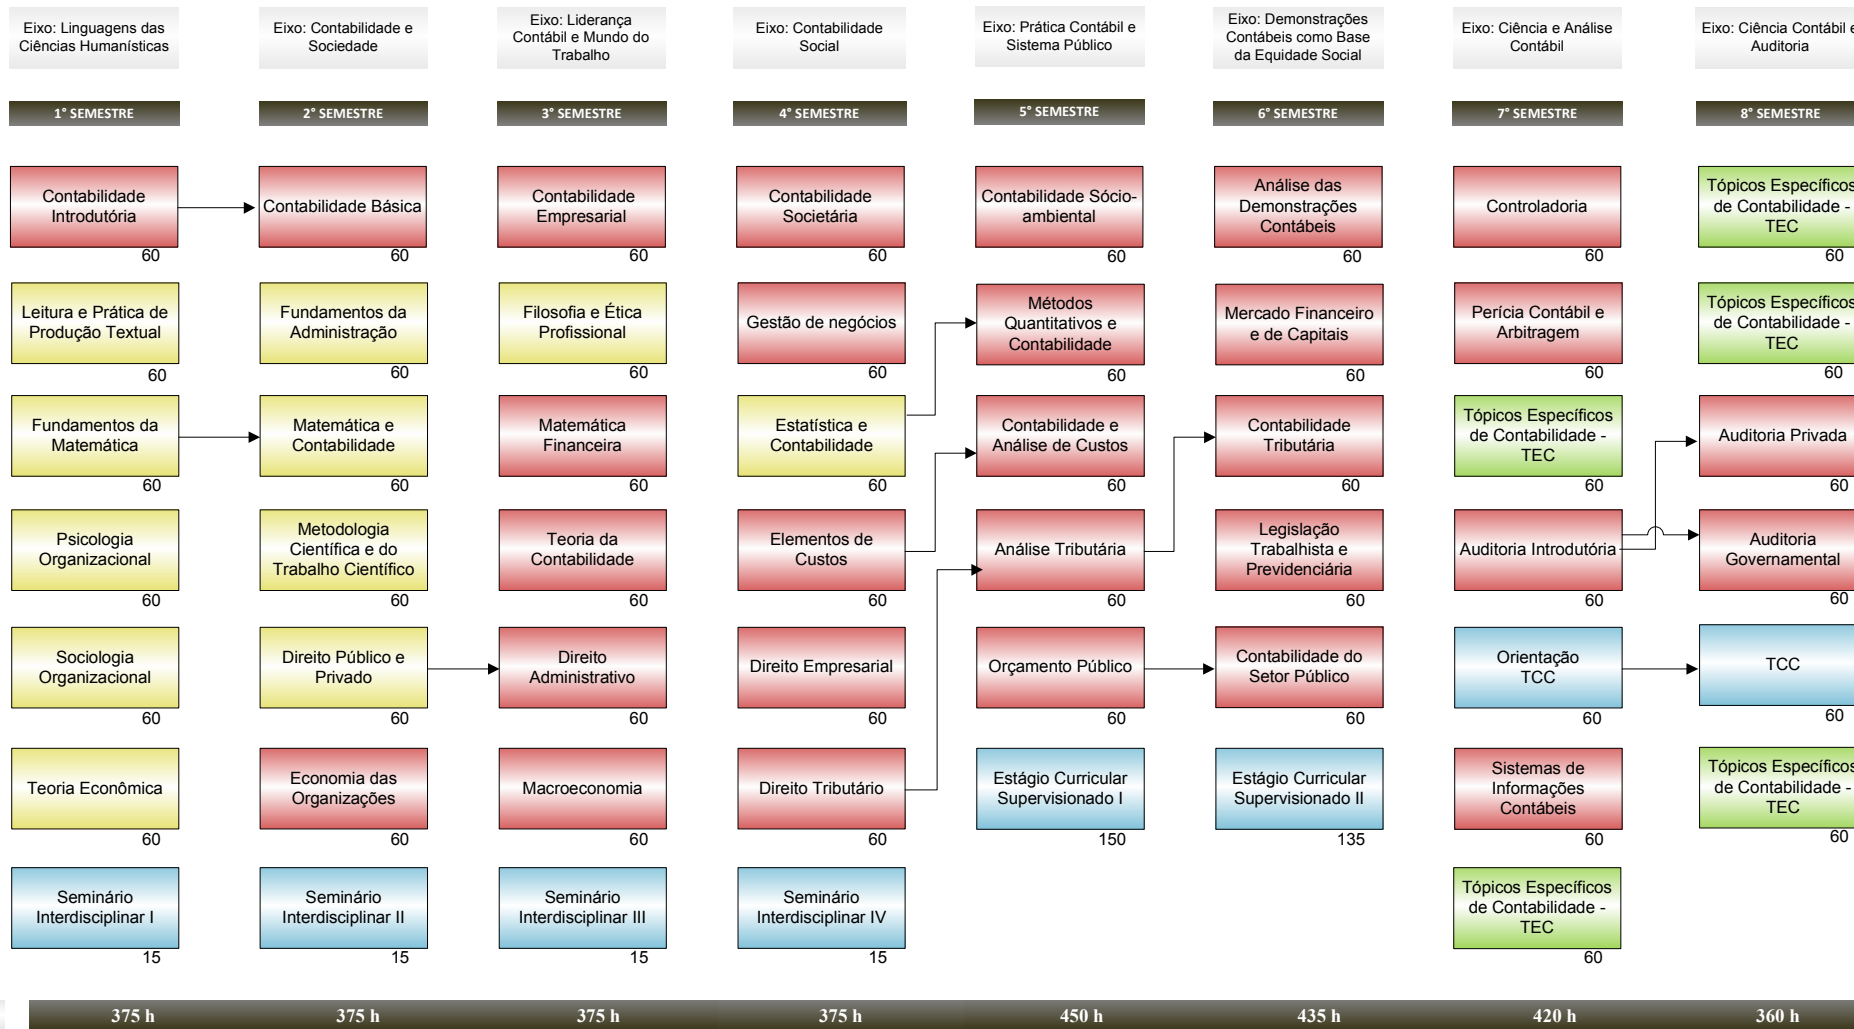 Eixo: Linguagens das
Ciências Humanísticas
Eixo: Contabilidade e
Sociedade
Eixo: Liderança
Contábil e Mundo do
Trabalho
Eixo: Contabilidade
Social
Eixo: Prática Contábil e
Sistema Público
Eixo: Demonstrações
Contábeis como Base
da Equidade Social
Eixo: Ciência e Análise
Contábil
Eixo: Ciência Contábil e
Auditoria
1° SEMESTRE
2° SEMESTRE
3° SEMESTRE
4° SEMESTRE
5° SEMESTRE
6° SEMESTRE
7° SEMESTRE
8° SEMESTRE
Contabilidade
Introdutória
60
Contabilidade Básica
60
Contabilidade
Empresarial
60
Contabilidade
Societária
60
Contabilidade Sócio-
ambiental
60
Análise das
Demonstrações
Contábeis
60
Controladoria
60
Tópicos Específicos
de Contabilidade -
TEC
60
Leitura e Prática de
Produção Textual
60
Fundamentos da
Administração
60
Filosofia e Ética
Profissional
60
Gestão de negócios
60
Métodos
Quantitativos e
Contabilidade
60
Mercado Financeiro
e de Capitais
60
Perícia Contábil e
Arbitragem
60
Tópicos Específicos
de Contabilidade -
TEC
60
Fundamentos da
Matemática
60
Matemática e
Contabilidade
60
Matemática
Financeira
60
Estatística e
Contabilidade
60
Contabilidade e
Análise de Custos
60
Contabilidade
Tributária
60
Tópicos Específicos
de Contabilidade -
TEC
60
Auditoria Privada
60
Psicologia
Organizacional
60
Metodologia
Científica e do
Trabalho Científico
60
Teoria da
Contabilidade
60
Elementos de
Custos
60
Análise Tributária
60
Legislação
Trabalhista e
Previdenciária
60
Auditoria Introdutória
60
Auditoria
Governamental
60
Sociologia
Organizacional
60
Direito Público e
Privado
60
Direito
Administrativo
60
Direito Empresarial
60
Orçamento Público
60
Contabilidade do
Setor Público
60
Orientação
TCC
60
TCC
60
Teoria Econômica
60
Economia das
Organizações
60
Macroeconomia
60
Direito Tributário
60
Estágio Curricular
Supervisionado I
150
Estágio Curricular
Supervisionado II
135
Sistemas de
Informações
Contábeis
60
Tópicos Específicos
de Contabilidade -
TEC
60
Seminário
Interdisciplinar I
15
Seminário
Interdisciplinar II
15
Seminário
Interdisciplinar III
15
Seminário
Interdisciplinar IV
15
Tópicos Específicos
de Contabilidade -
TEC
60
375 h
375 h
375 h
375 h
450 h
435 h
420 h
360 h